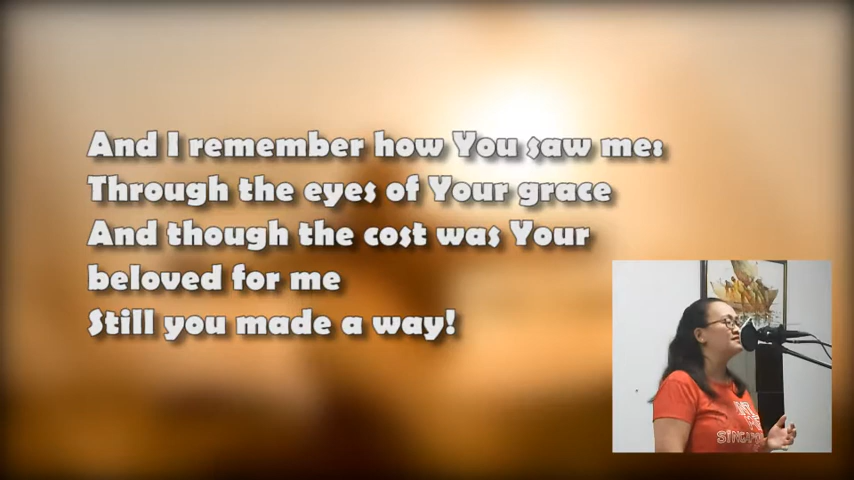 And I remember how You saw me:
Through the eyes of Your grace
And though the cost was Your
beloved for me
Still you made a way!